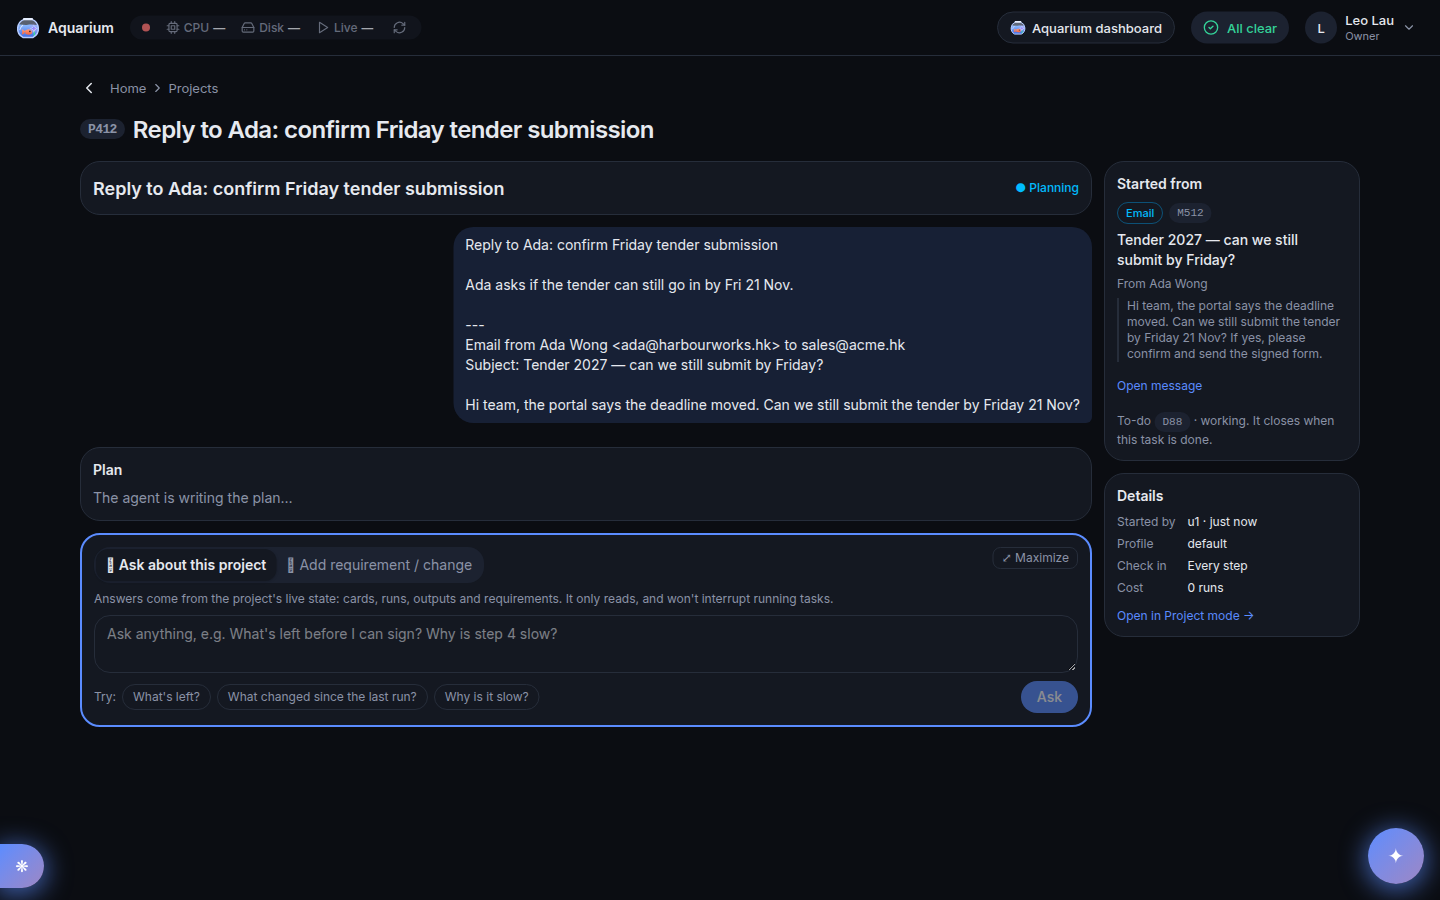 Aquarium
CPU —
Disk —
Live —
Aquarium dashboard
All clear
L
Leo Lau
Owner
Home > Projects
P412
Reply to Ada: confirm Friday tender submission
Reply to Ada: confirm Friday tender submission
Planning
Reply to Ada: confirm Friday tender submission
Ada asks if the tender can still go in by Fri 21 Nov.
---
Email from Ada Wong <ada@harbourworks.hk> to sales@acme.hk
Subject: Tender 2027 — can we still submit by Friday?
Hi team, the portal says the deadline moved. Can we still submit the tender by Friday 21 Nov?
Plan
The agent is writing the plan...
Ask about this project
Add requirement / change
Maximize
Answers come from the project's live state: cards, runs, outputs and requirements. It only reads, and won't interrupt running tasks.
Ask anything, e.g. What's left before I can sign? Why is step 4 slow?
Try:
What's left?
What changed since the last run?
Why is it slow?
Ask
Started from
Email
M512
Tender 2027 — can we still
submit by Friday?
From Ada Wong
Hi team, the portal says the deadline
moved. Can we still submit the tender
by Friday 21 Nov? If yes, please
confirm and send the signed form.
Open message
To-do D88 · working. It closes when
this task is done.
Details
Started by u1 · just now
Profile default
Check in Every step
Cost 0 runs
Open in Project mode →